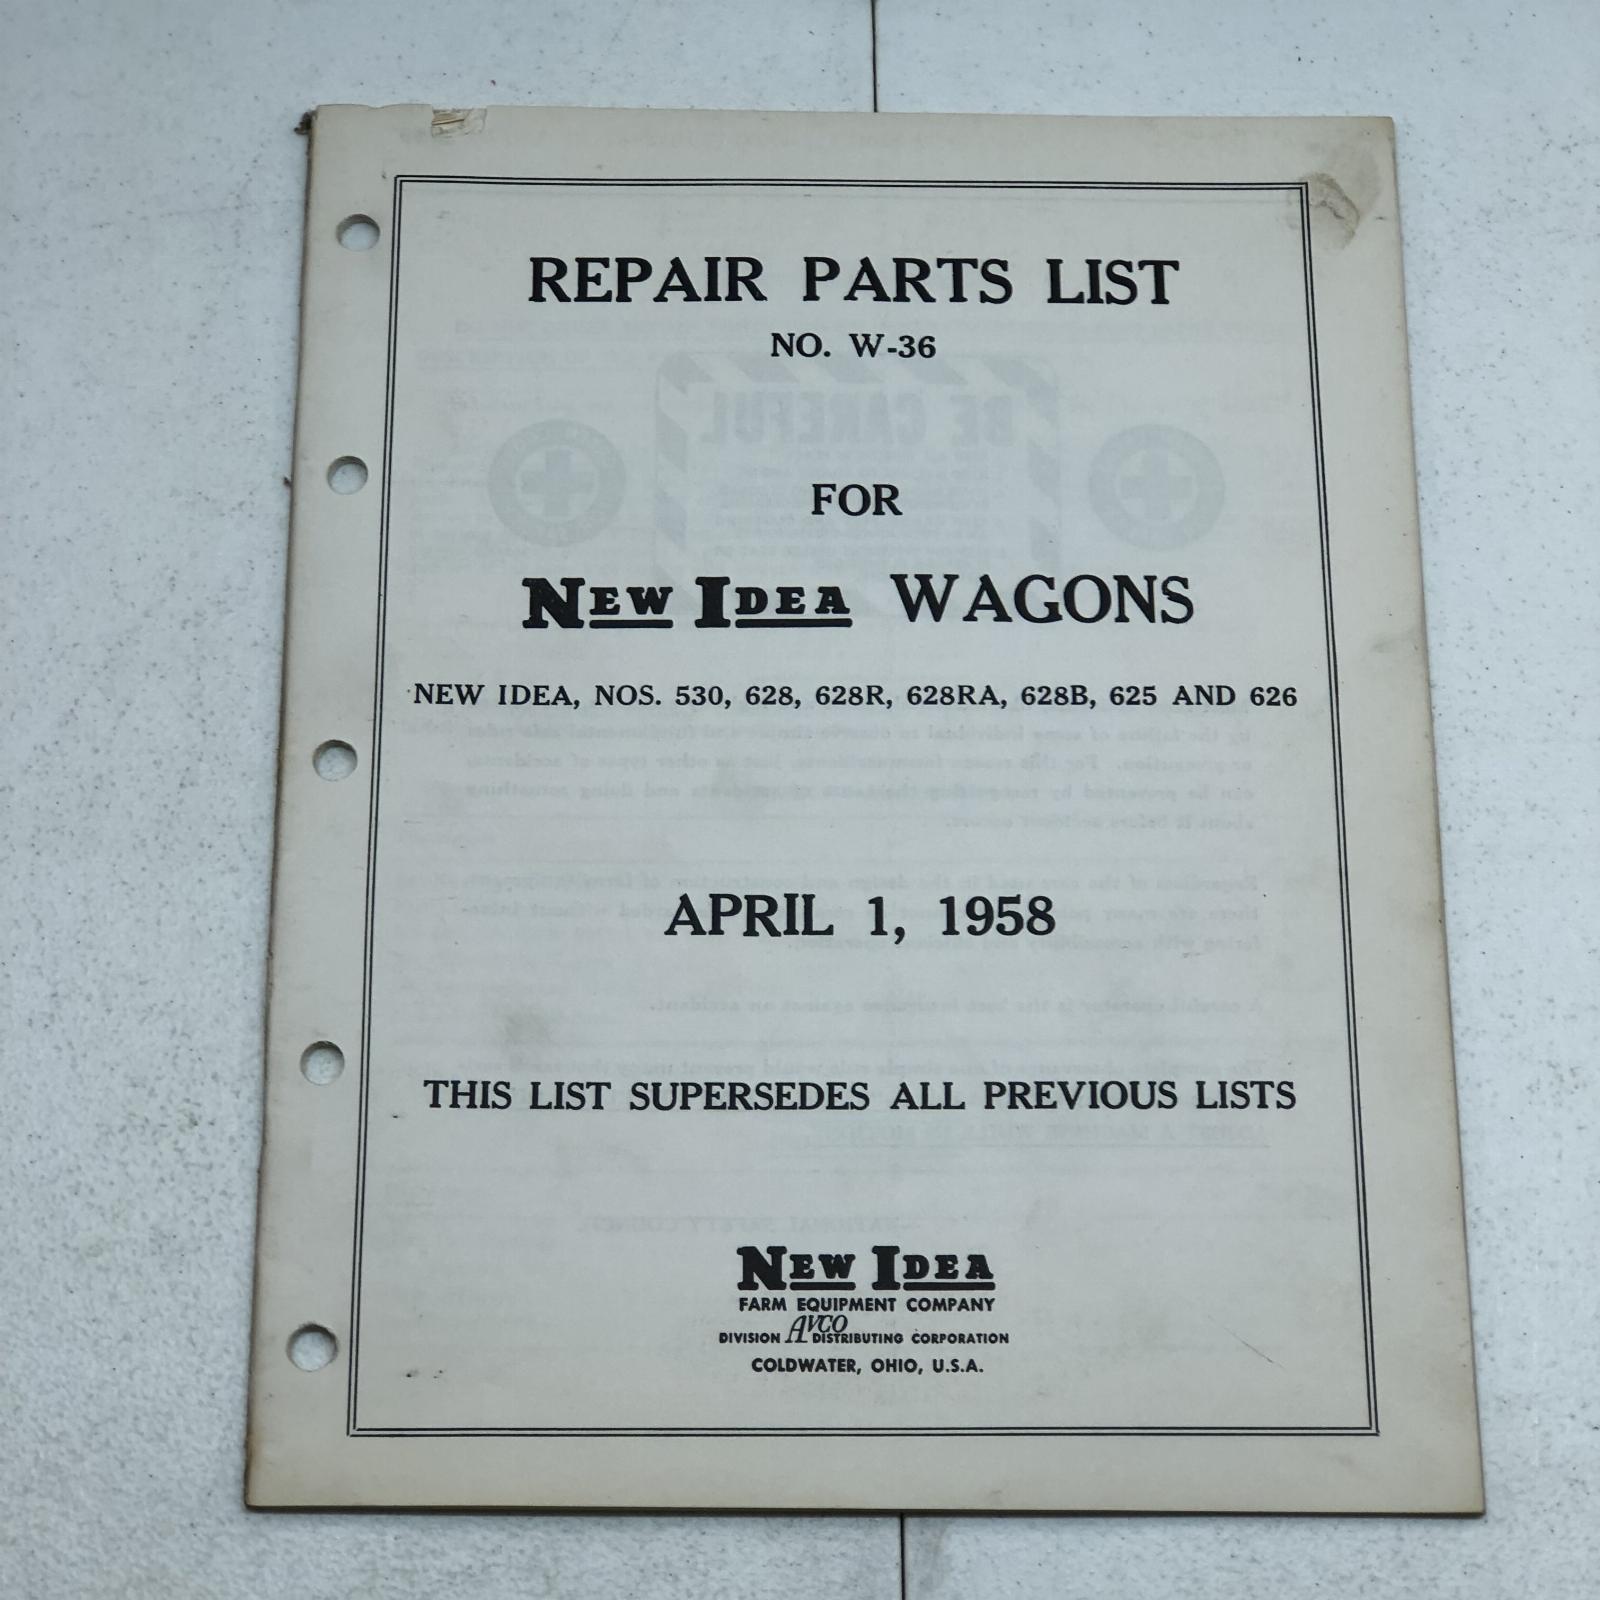 REPAIR PARTS LIST
NO. W-36
FOR
NEW IDEA WAGONS
NEW IDEA, NOS. 530, 628, 628R, 628RA, 628B, 625 AND 626
APRIL 1, 1958
THIS LIST SUPERSEDES ALL PREVIOUS LISTS
NEW IDEA
FARM EQUIPMENT COMPANY
DIVISION AVCO DISTRIBUTING CORPORATION
COLDWATER, OHIO, U.S.A.